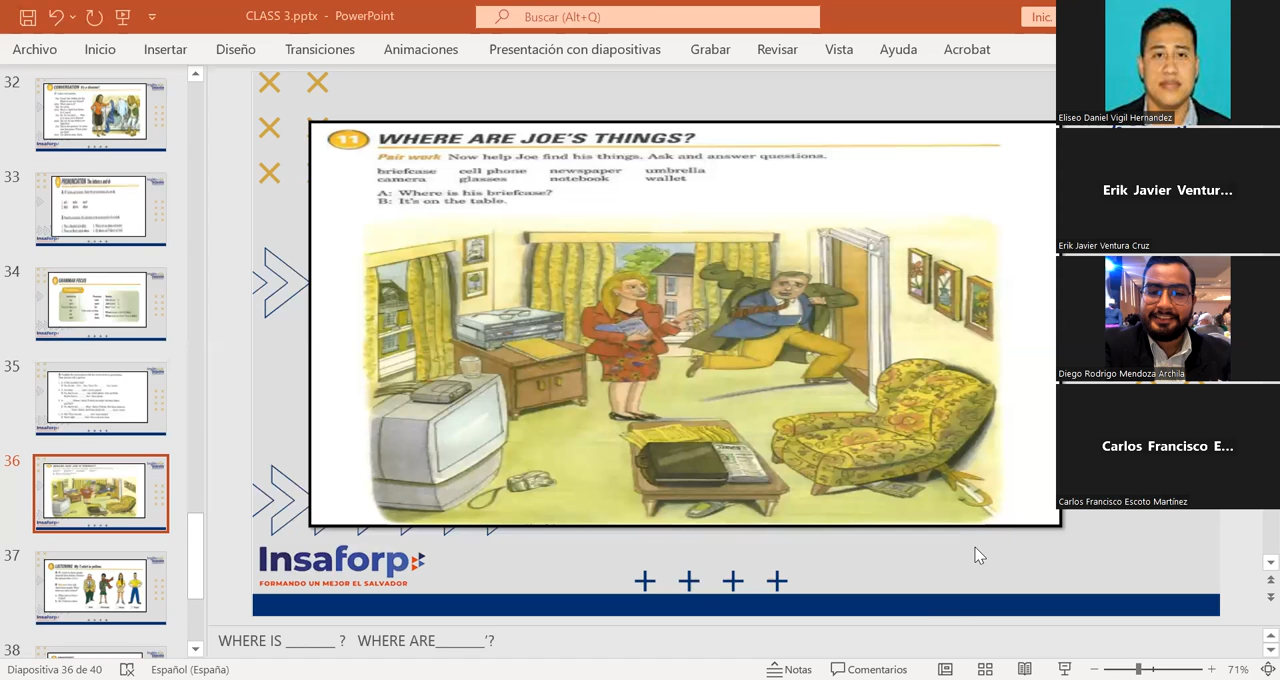 CLASS 3.pptx - PowerPoint
Buscar (Alt+Q)
Inic.
Archivo Inicio Insertar Diseño Transiciones Animaciones Presentación con diapositivas Grabar Revisar Vista Ayuda Acrobat
32
33
34
GRAMMAR FOCUS
35
36
37
38
Insaforp
11 WHERE ARE JOE'S THINGS?
Pair work Now help Joe find his things. Ask and answer questions.
briefcase cell phone newspaper umbrella
camera glasses notebook wallet
A: Where is his briefcase?
B: It's on the table.
Insaforp
FORMANDO UN MEJOR EL SALVADOR
Eliseo Daniel Vigil Hernandez
Erik Javier Ventur...
Erik Javier Ventura Cruz
Diego Rodrigo Mendoza Archila
Carlos Francisco E...
Carlos Francisco Escoto Martínez
WHERE IS ______ ? WHERE ARE______'?
Diapositiva 36 de 40 Español (España) Notas Comentarios 71%